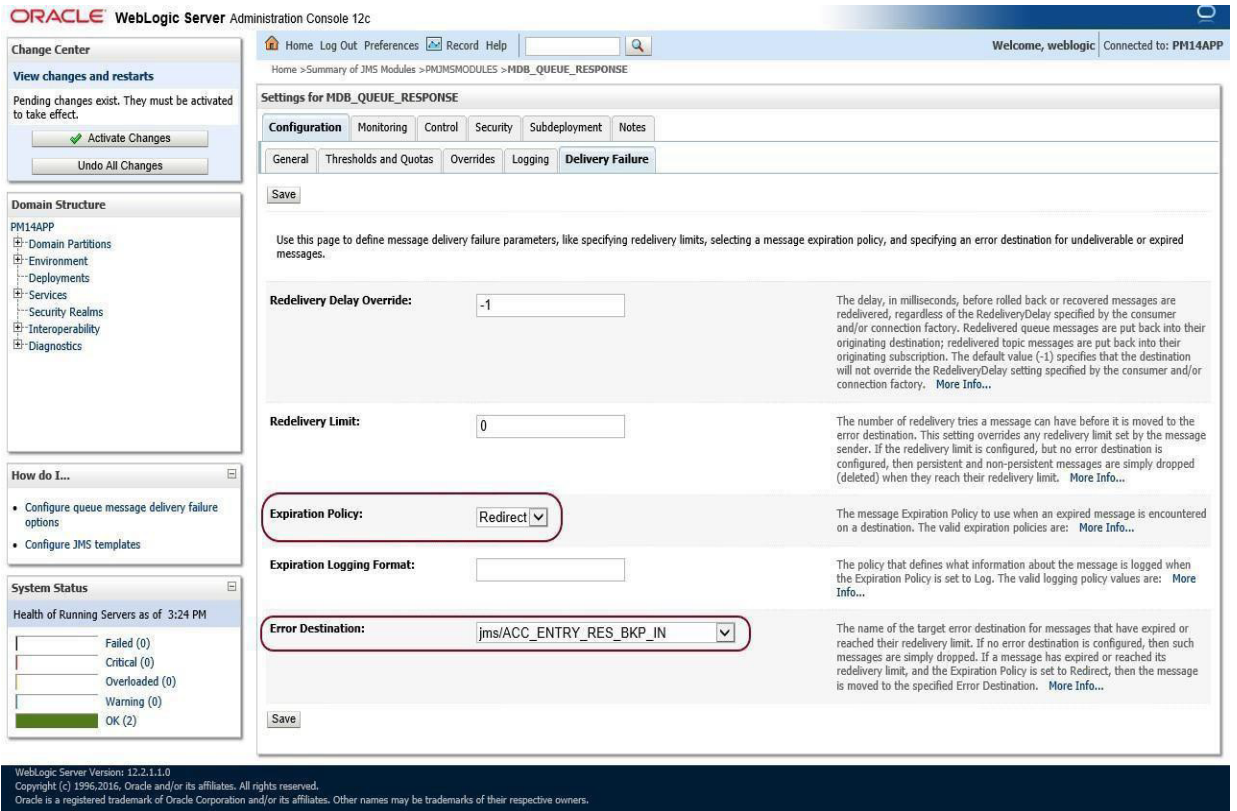 ORACLE WebLogic Server Administration Console 12c
Change Center
View changes and restarts
Pending changes exist. They must be activated
to take effect.
Activate Changes
Undo All Changes
Domain Structure
PM14APP
Domain Partitions
Environment
Deployments
Services
Security Realms
Interoperability
Diagnostics
How do I...
• Configure queue message delivery failure
options
• Configure JMS templates
System Status
Health of Running Servers as of 3:24 PM
Failed (0)
Critical (0)
Overloaded (0)
Warning (0)
OK (2)
Home Log Out Preferences Record Help
Welcome, weblogic Connected to: PM14APP
Home >Summary of JMS Modules >PMJMSMODULES >MDB_QUEUE_RESPONSE
Settings for MDB_QUEUE_RESPONSE
Configuration Monitoring Control Security Subdeployment Notes
General Thresholds and Quotas Overrides Logging Delivery Failure
Save
Use this page to define message delivery failure parameters, like specifying redelivery limits, selecting a message expiration policy, and specifying an error destination for undeliverable or expired
messages.
Redelivery Delay Override: -1
The delay, in milliseconds, before rolled back or recovered messages are
redelivered, regardless of the RedeliveryDelay specified by the consumer
and/or connection factory. Redelivered queue messages are put back into their
originating destination; redelivered topic messages are put back into their
originating subscription. The default value (-1) specifies that the destination
will not override the RedeliveryDelay setting specified by the consumer and/or
connection factory. More Info...
Redelivery Limit: 0
The number of redelivery tries a message can have before it is moved to the
error destination. This setting overrides any redelivery limit set by the message
sender. If the redelivery limit is configured, but no error destination is
configured, then persistent and non-persistent messages are simply dropped
(deleted) when they reach their redelivery limit. More Info...
Expiration Policy: Redirect
The message Expiration Policy to use when an expired message is encountered
on a destination. The valid expiration policies are: More Info...
Expiration Logging Format:
The policy that defines what information about the message is logged when
the Expiration Policy is set to Log. The valid logging policy values are: More
Info...
Error Destination: jms/ACC_ENTRY_RES_BKP_IN
The name of the target error destination for messages that have expired or
reached their redelivery limit. If no error destination is configured, then such
messages are simply dropped. If a message has expired or reached its
redelivery limit, and the Expiration Policy is set to Redirect, then the message
is moved to the specified Error Destination. More Info...
Save
WebLogic Server Version: 12.2.1.1.0
Copyright (c) 1996,2016, Oracle and/or its affiliates. All rights reserved.
Oracle is a registered trademark of Oracle Corporation and/or its affiliates. Other names may be trademarks of their respective owners.